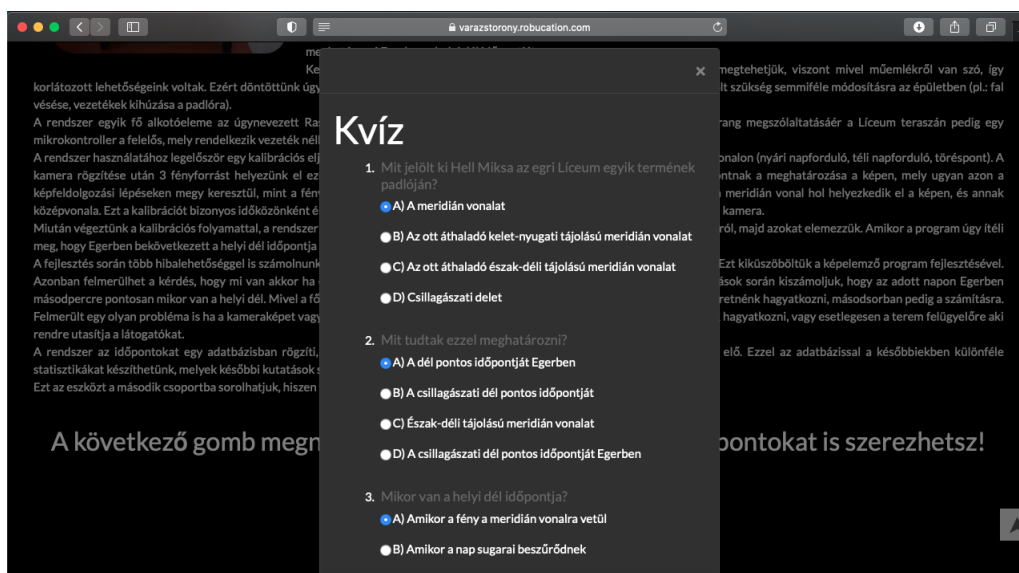 varazstorony.robucation.com
korlátozott lehetőségeink voltak. Ezért döntöttünk úgy
vésése, vezetékek kihúzása a padlóra).
A rendszer egyik fő alkotóeleme az úgynevezett Ra
mikrokontroller a felelős, mely rendelkezik vezeték nél
A rendszer használatához legelőször egy kalibrációs el
kamera rögzítése után 3 fényforrást helyezünk el ez
képfeldolgozási lépéseken megy keresztül, mint a fén
középvonala. Ezt a kalibrációt bizonyos időközönként é
Miután végeztünk a kalibrációs folyamattal, a rendszer
meg, hogy Egerben bekövetkezett a helyi dél időpontja
A fejlesztés során több hibalehetőséggel is számolnunk
Azonban felmerülhet a kérdés, hogy mi van akkor ha
másodpercre pontosan mikor van a helyi dél. Mivel a fő
Felmerült egy olyan probléma is ha a kameraképet vagy
rendre utasítja a látogatókat.
A rendszer az időpontokat egy adatbázisban rögzíti,
statisztikákat készíthetünk, melyek későbbi kutatások s
Ezt az eszközt a második csoportba sorolhatjuk, hiszen
A következő gomb megn
×
Kvíz
1. Mit jelölt ki Hell Miksa az egri Líceum egyik termének
padlóján?
A) A meridián vonalat
B) Az ott áthaladó kelet-nyugati tájolású meridián vonalat
C) Az ott áthaladó észak-déli tájolású meridián vonalat
D) Csillagászati delet
2. Mit tudtak ezzel meghatározni?
A) A dél pontos időpontját Egerben
B) A csillagászati dél pontos időpontját
C) Észak-déli tájolású meridián vonalat
D) A csillagászati dél pontos időpontját Egerben
3. Mikor van a helyi dél időpontja?
A) Amikor a fény a meridián vonalra vetül
B) Amikor a nap sugarai beszűrődnek
megtehetjük, viszont mivel műemlékről van szó, így
lt szükség semmiféle módosításra az épületben (pl.: fal
rang megszólaltatásáér a Líceum teraszán pedig egy
onalon (nyári napforduló, téli napforduló, töréspont). A
ontnak a meghatározása a képen, mely ugyan azon a
meridián vonal hol helyezkedik el a képen, és annak
kamera.
ról, majd azokat elemezzük. Amikor a program úgy ítéli
Ezt kiküszöböltük a képelemző program fejlesztésével.
ások során kiszámoljuk, hogy az adott napon Egerben
retnénk hagyatkozni, másodsorban pedig a számításra.
hagyatkozni, vagy esetlegesen a terem felügyelőre aki
elő. Ezzel az adatbázissal a későbbiekben különféle
pontokat is szerezhetsz!